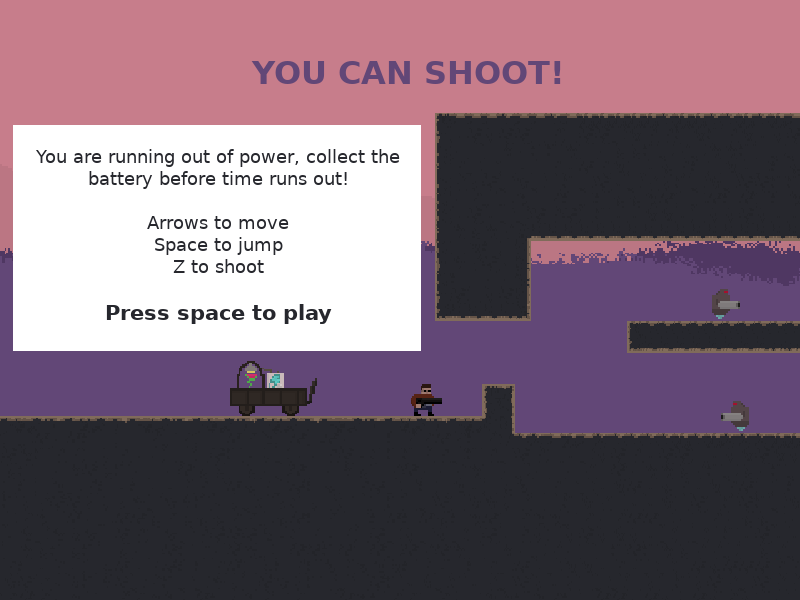 YOU CAN SHOOT!
You are running out of power, collect the
battery before time runs out!
Arrows to move
Space to jump
Z to shoot
Press space to play